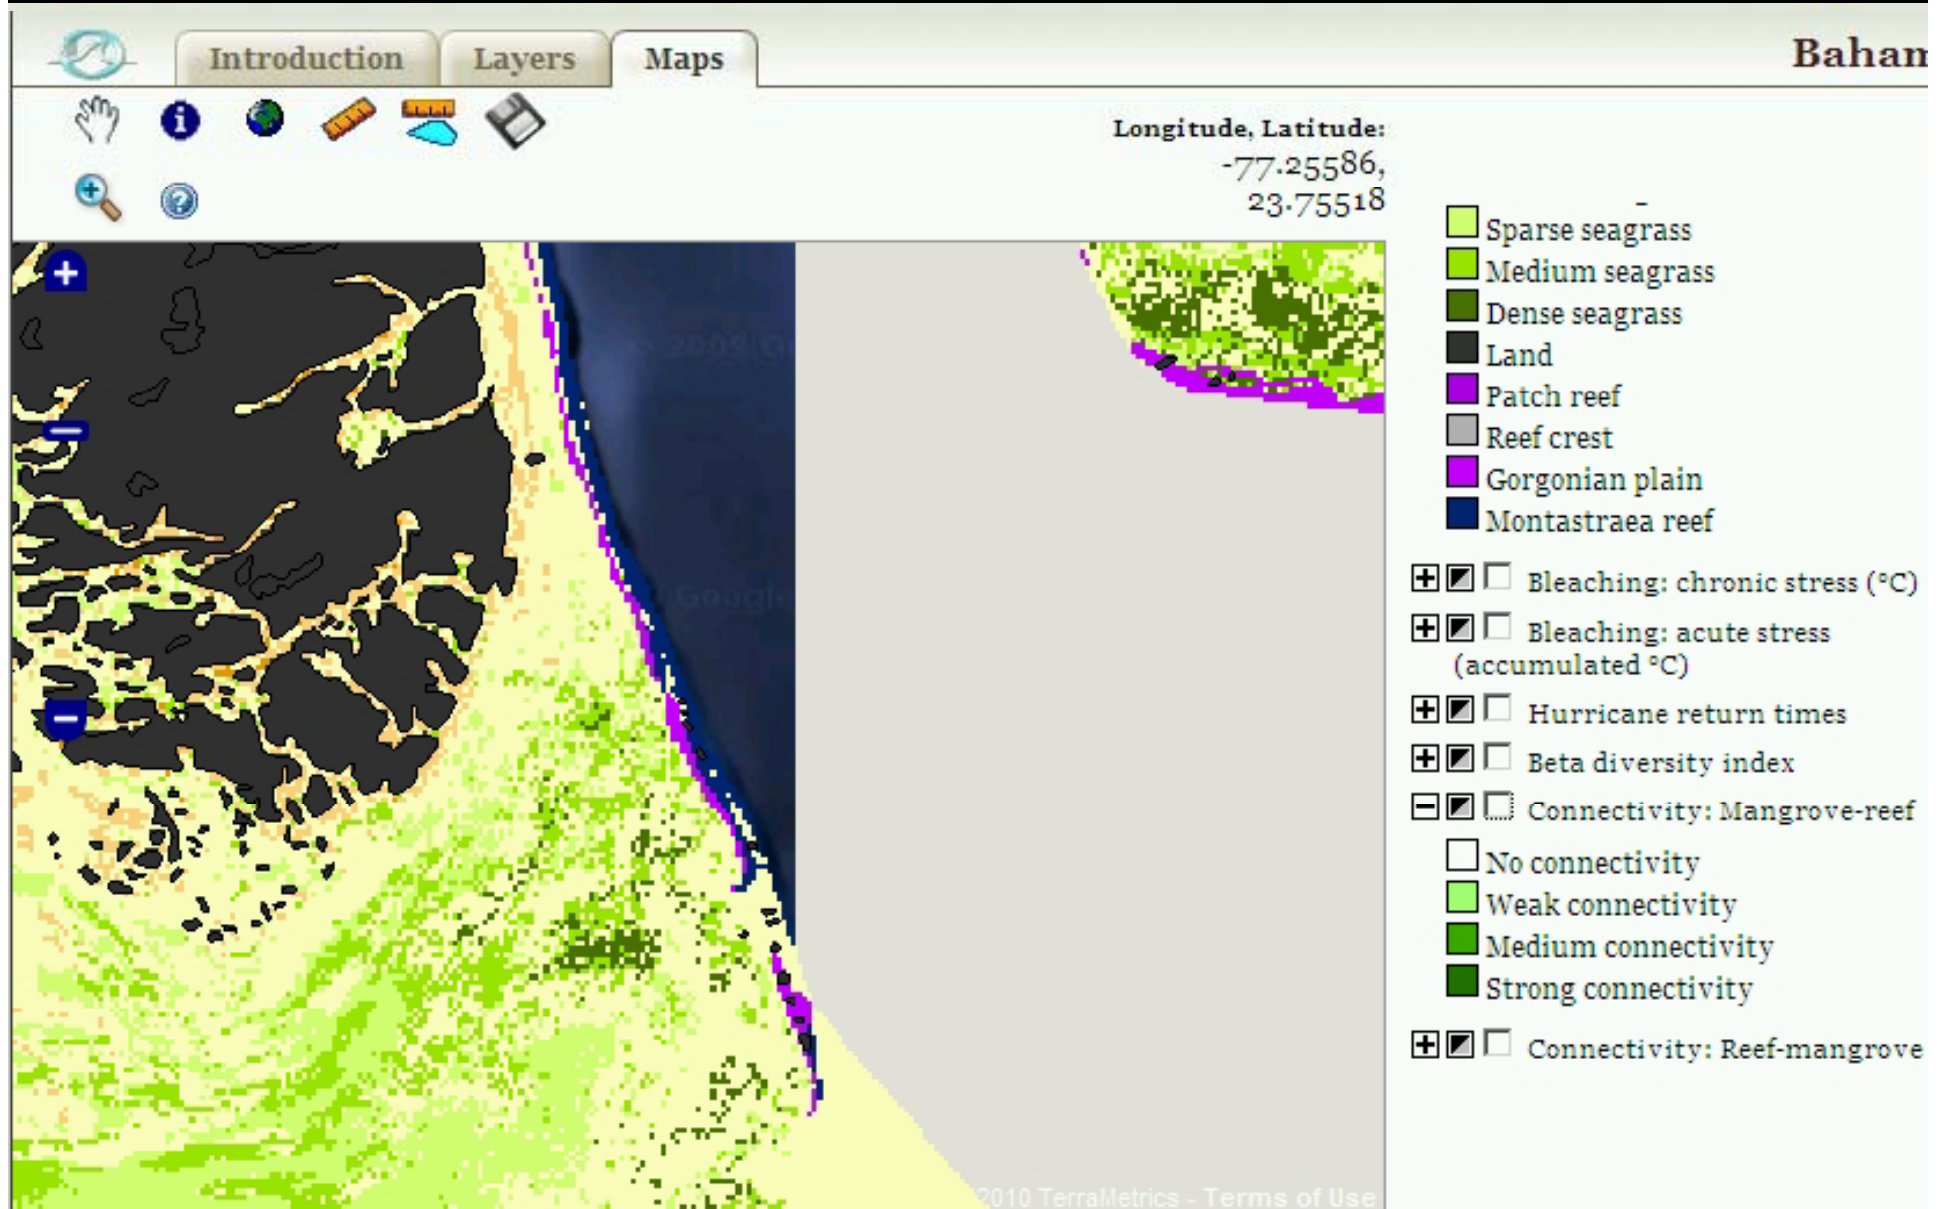 Introduction
Layers
Maps
Baham
Longitude, Latitude:
-77.25586,
23.75518
Sparse seagrass
Medium seagrass
Dense seagrass
Land
Patch reef
Reef crest
Gorgonian plain
Montastraea reef
Bleaching: chronic stress (°C)
Bleaching: acute stress
(accumulated °C)
Hurricane return times
Beta diversity index
Connectivity: Mangrove-reef
No connectivity
Weak connectivity
Medium connectivity
Strong connectivity
Connectivity: Reef-mangrove
© 2009 Go
Google
2010 TerraMetrics - Terms of Use